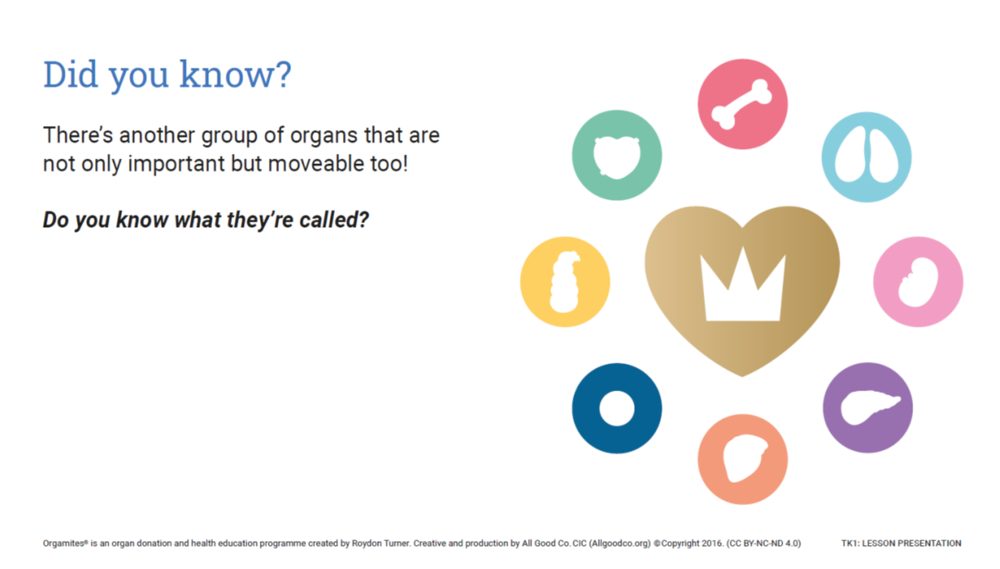 Did you know?
There's another group of organs that are
not only important but moveable too!
Do you know what they're called?
Orgamites® is an organ donation and health education programme created by Roydon Turner. Creative and production by All Good Co. CIC (Allgoodco.org) ©Copyright 2016. (CC BY-NC-ND 4.0)
TK1: LESSON PRESENTATION